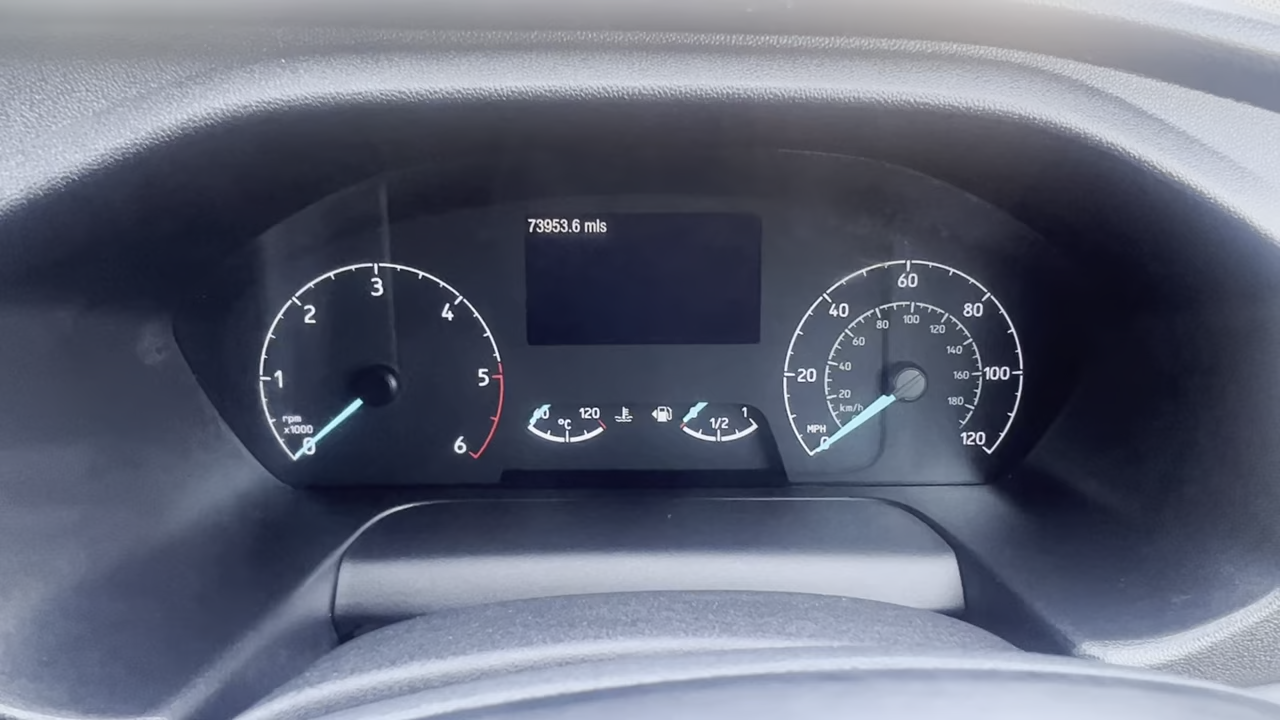 73953.6 mls
0 1 2 3 4 5 6
rpm
x1000
60 °C 120
1/2 1
0 20 40 60 80 100 120
MPH
20 40 60 80 100 120 140 160 180
km/h